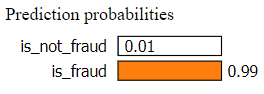 Prediction probabilities
is_not_fraud 0.01
is_fraud 0.99